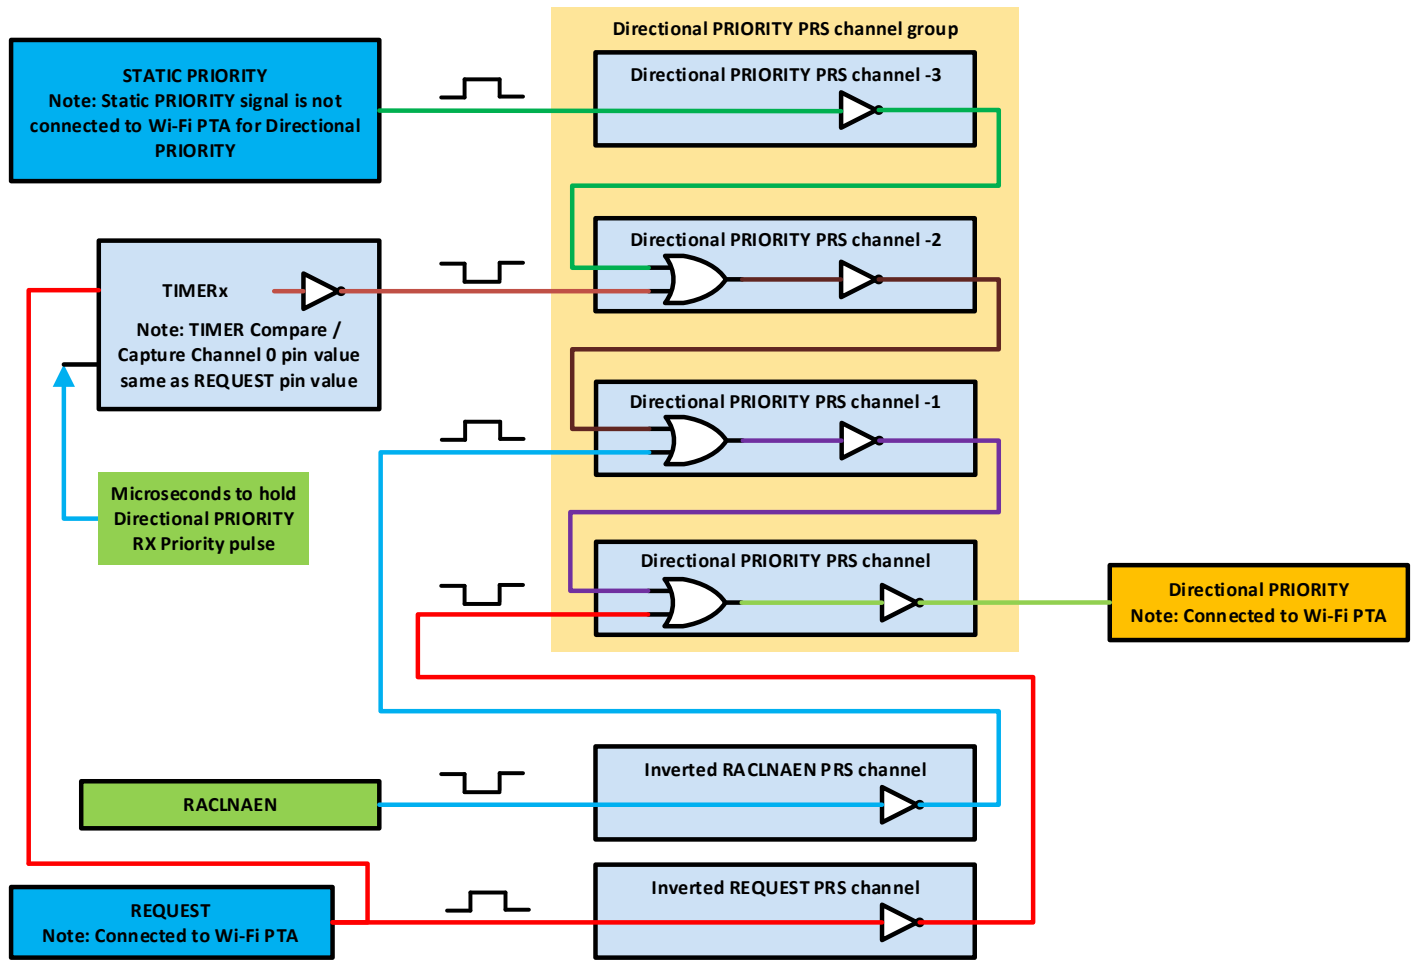 Directional PRIORITY PRS channel group
STATIC PRIORITY
Note: Static PRIORITY signal is not
connected to Wi-Fi PTA for Directional
PRIORITY
Directional PRIORITY PRS channel -3
Directional PRIORITY PRS channel -2
TIMERx
Note: TIMER Compare /
Capture Channel 0 pin value
same as REQUEST pin value
Directional PRIORITY PRS channel -1
Microseconds to hold
Directional PRIORITY
RX Priority pulse
Directional PRIORITY PRS channel
Directional PRIORITY
Note: Connected to Wi-Fi PTA
Inverted RACLNAEN PRS channel
RACLNAEN
Inverted REQUEST PRS channel
REQUEST
Note: Connected to Wi-Fi PTA